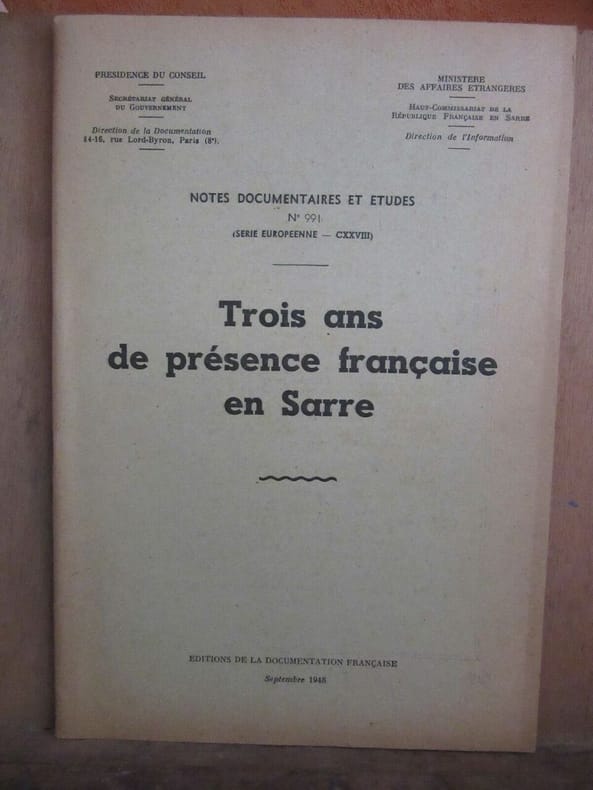 PRESIDENCE DU CONSEIL
SECRÉTARIAT GÉNÉRAL
DU GOUVERNEMENT
Direction de la Documentation
14-16, rue Lord-Byron, Paris (8e).
MINISTERE
DES AFFAIRES ETRANGERES
HAUT-COMMISSARIAT DE LA
RÉPUBLIQUE FRANÇAISE EN SARRE
Direction de l'Information
NOTES DOCUMENTAIRES ET ETUDES
N° 991
(SERIE EUROPEENNE — CXXVIII)
Trois ans
de présence française
en Sarre
EDITIONS DE LA DOCUMENTATION FRANÇAISE
Septembre 1948